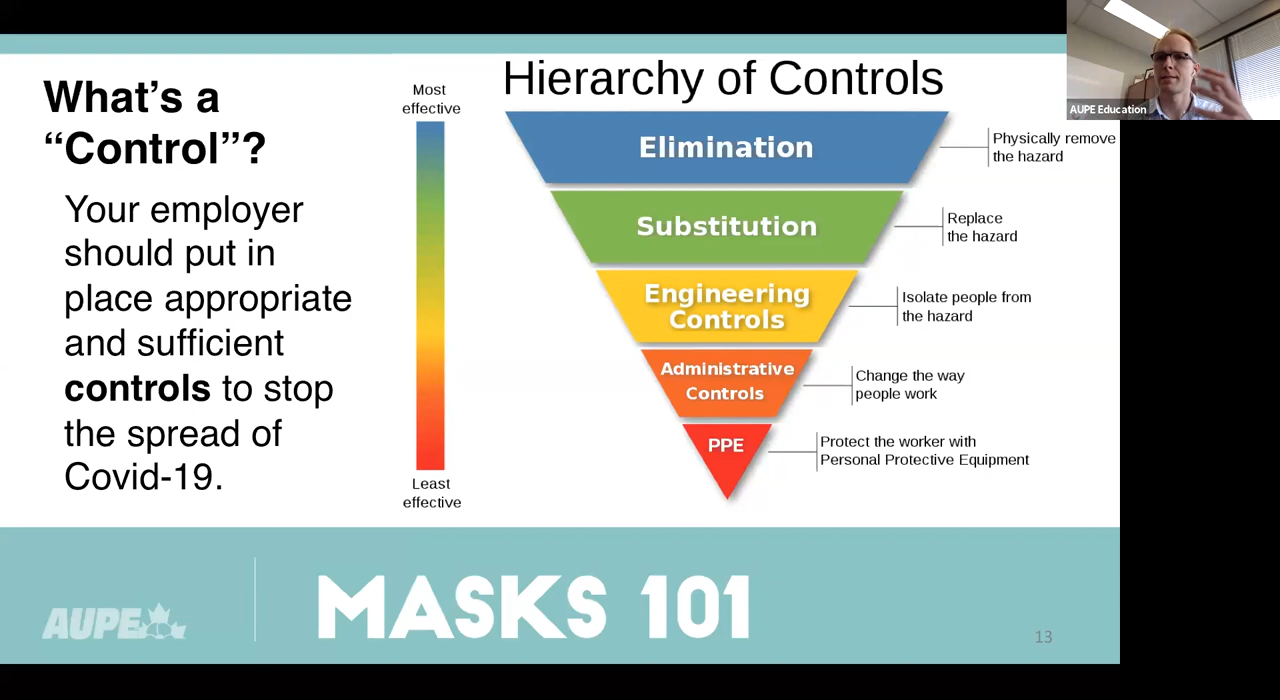 What's a
“Control”?
Your employer
should put in
place appropriate
and sufficient
controls to stop
the spread of
Covid-19.
Most
effective
Least
effective
Hierarchy of Controls
Elimination
Physically remove
the hazard
Substitution
Replace
the hazard
Engineering
Controls
Isolate people from
the hazard
Administrative
Controls
Change the way
people work
PPE
Protect the worker with
Personal Protective Equipment
AUPE Education
AUPE
MASKS 101
13